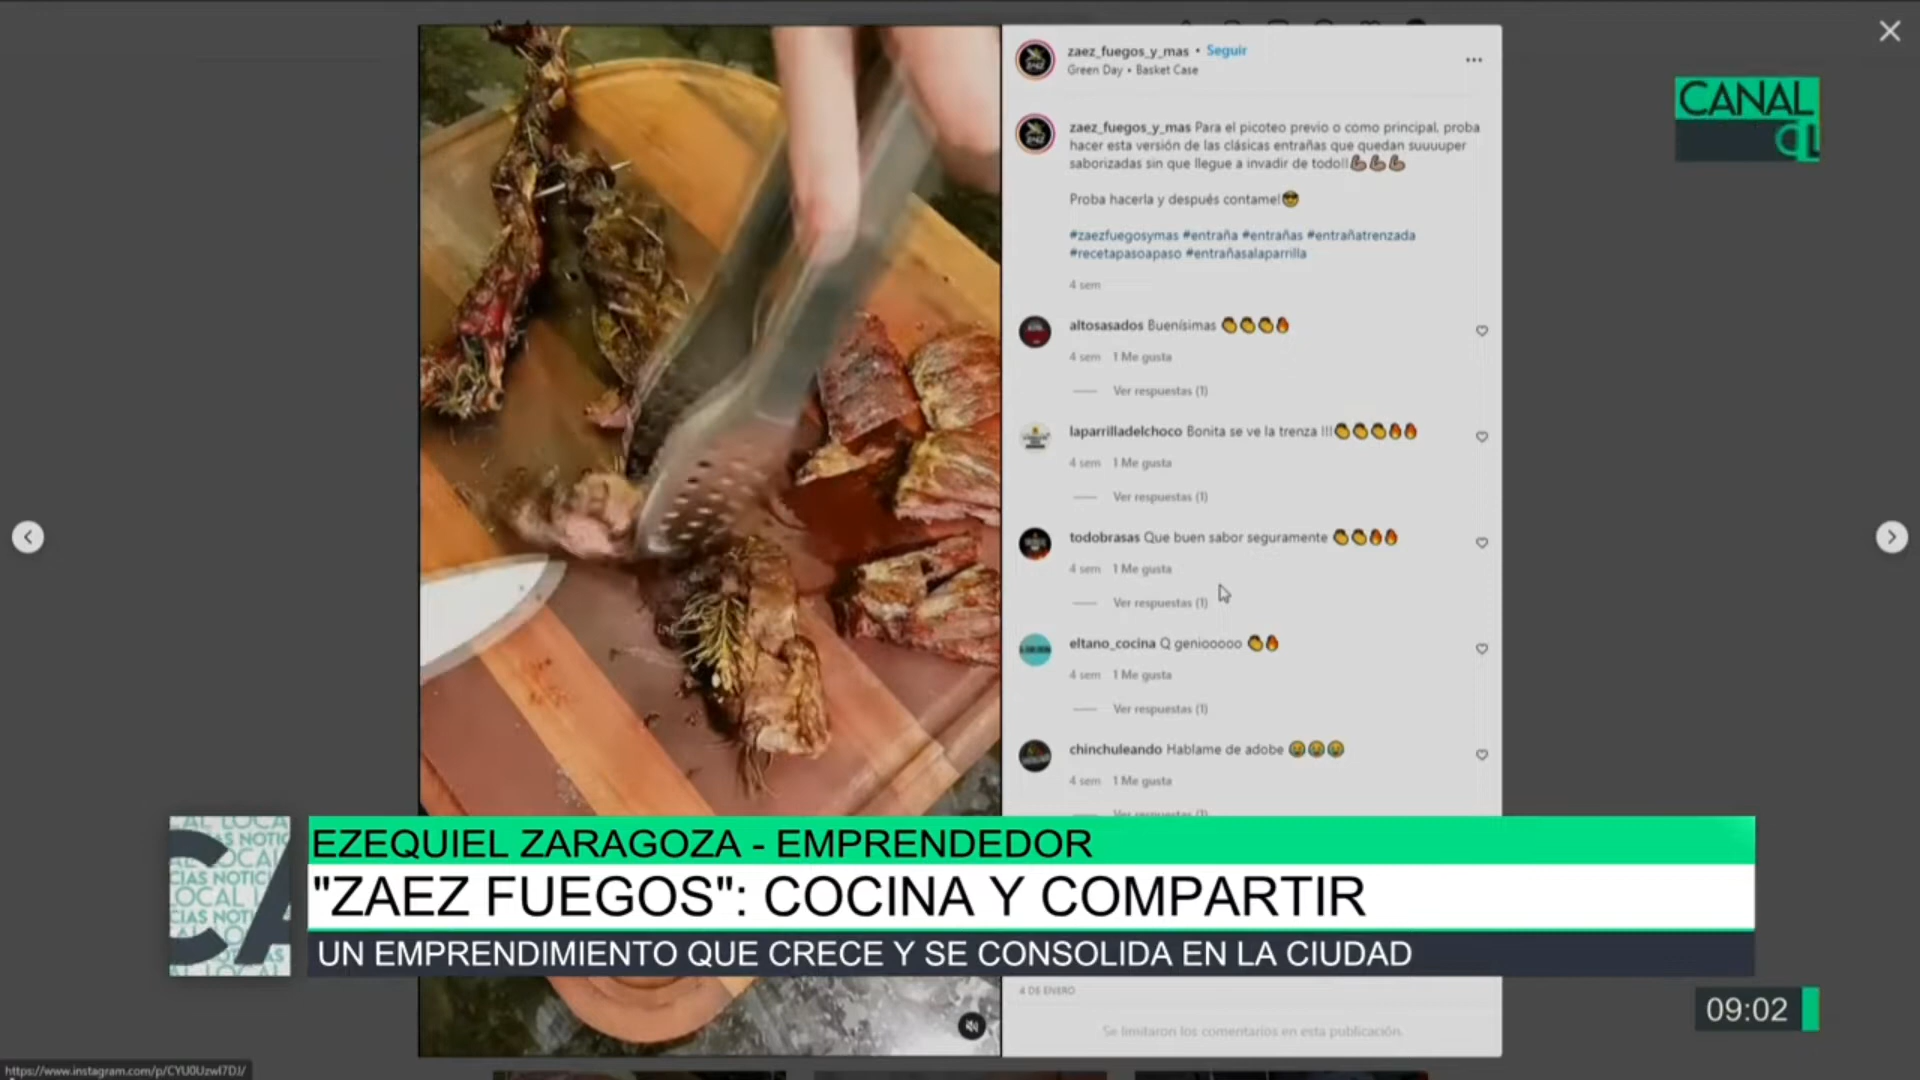 zaez_fuegos_y_mas • Seguir
Green Day • Basket Case
CANAL
zaez_fuegos_y_mas Para el picoteo previo o como principal, proba
hacer esta versión de las clásicas entrañas que quedan suuuuper
saborizadas sin que llegue a invadir de todo!!💪💪💪
Proba hacerla y después contame!😎
#zaezfuegosymas #entraña #entrañas #entrañatrenzada
#recetapasoapaso #entrañasalaparrilla
4 sem
altosasados Buenísimas 👏👏👏🔥
4 sem 1 Me gusta
Ver respuestas (1)
laparrilladelchoco Bonita se ve la trenza !!!👏👏👏🔥🔥
4 sem 1 Me gusta
Ver respuestas (1)
todobrasas Que buen sabor seguramente 👏👏🔥🔥
4 sem 1 Me gusta
Ver respuestas (1)
eltano_cocina Q geniooooo 👏🔥
4 sem 1 Me gusta
Ver respuestas (1)
chinchuleando Hablame de adobe
4 sem 1 Me gusta
Ver respuestas (1)
EZEQUIEL ZARAGOZA - EMPRENDEDOR
"ZAEZ FUEGOS": COCINA Y COMPARTIR
UN EMPRENDIMIENTO QUE CRECE Y SE CONSOLIDA EN LA CIUDAD
4 DE ENERO
09:02
Se limitaron los comentarios en esta publicación.
https://www.instagram.com/p/CYU0UzwI7DJ/